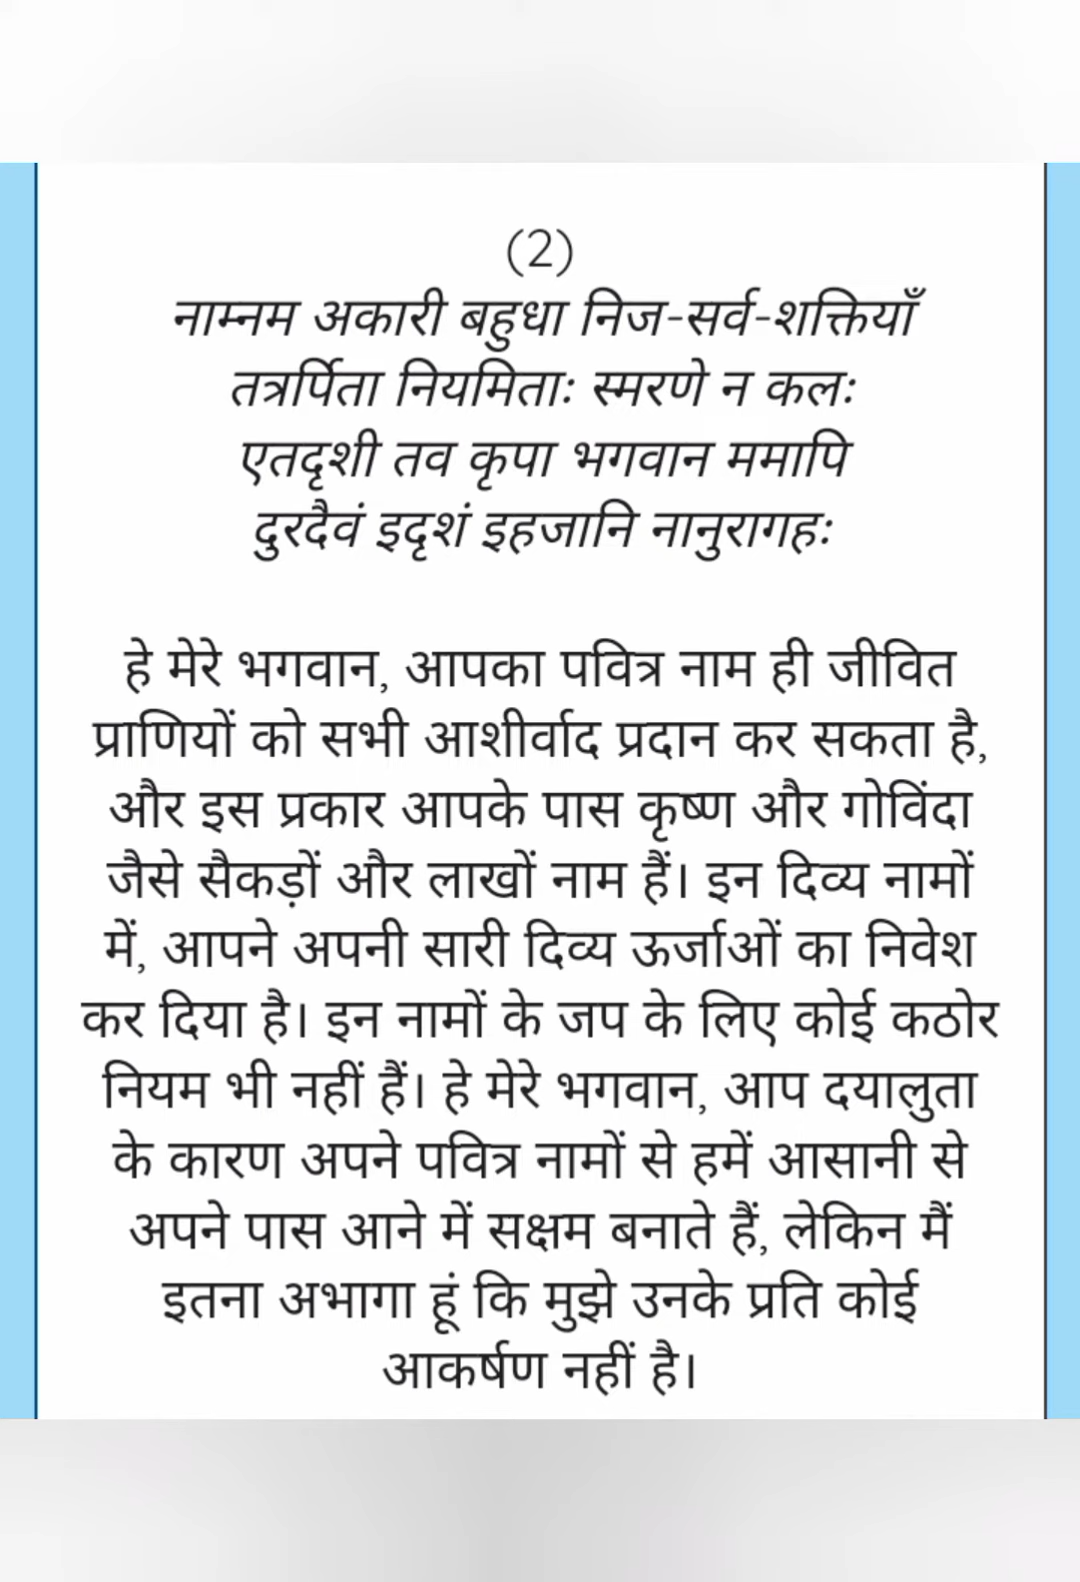 (2)
नाम्नम अकारी बहुधा निज-सर्व-शक्तियाँ
तत्रर्पिता नियमिताः स्मरणे न कलः
एतदृशी तव कृपा भगवान ममापि
दुरदैवं इदृशं इहजानि नानुरागहः
हे मेरे भगवान, आपका पवित्र नाम ही जीवित
प्राणियों को सभी आशीर्वाद प्रदान कर सकता है,
और इस प्रकार आपके पास कृष्ण और गोविंदा
जैसे सैकड़ों और लाखों नाम हैं। इन दिव्य नामों
में, आपने अपनी सारी दिव्य ऊर्जाओं का निवेश
कर दिया है। इन नामों के जप के लिए कोई कठोर
नियम भी नहीं हैं। हे मेरे भगवान, आप दयालुता
के कारण अपने पवित्र नामों से हमें आसानी से
अपने पास आने में सक्षम बनाते हैं, लेकिन मैं
इतना अभागा हूं कि मुझे उनके प्रति कोई
आकर्षण नहीं है।